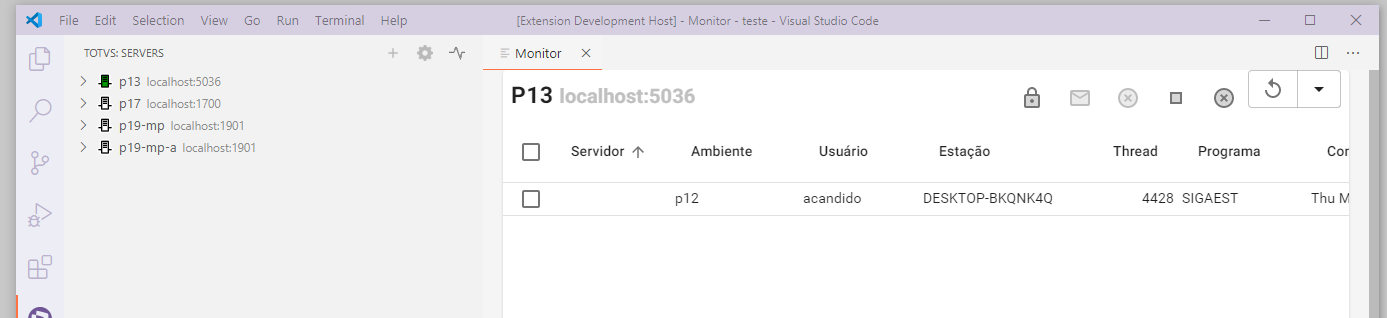 File Edit Selection View Go Run Terminal Help [Extension Development Host] - Monitor - teste - Visual Studio Code
TOTVS: SERVERS
p13 localhost:5036
p17 localhost:1700
p19-mp localhost:1901
p19-mp-a localhost:1901
Monitor
P13 localhost:5036
Servidor Ambiente Usuário Estação Thread Programa Cor
p12 acandido DESKTOP-BKQNK4Q 4428 SIGAEST Thu M